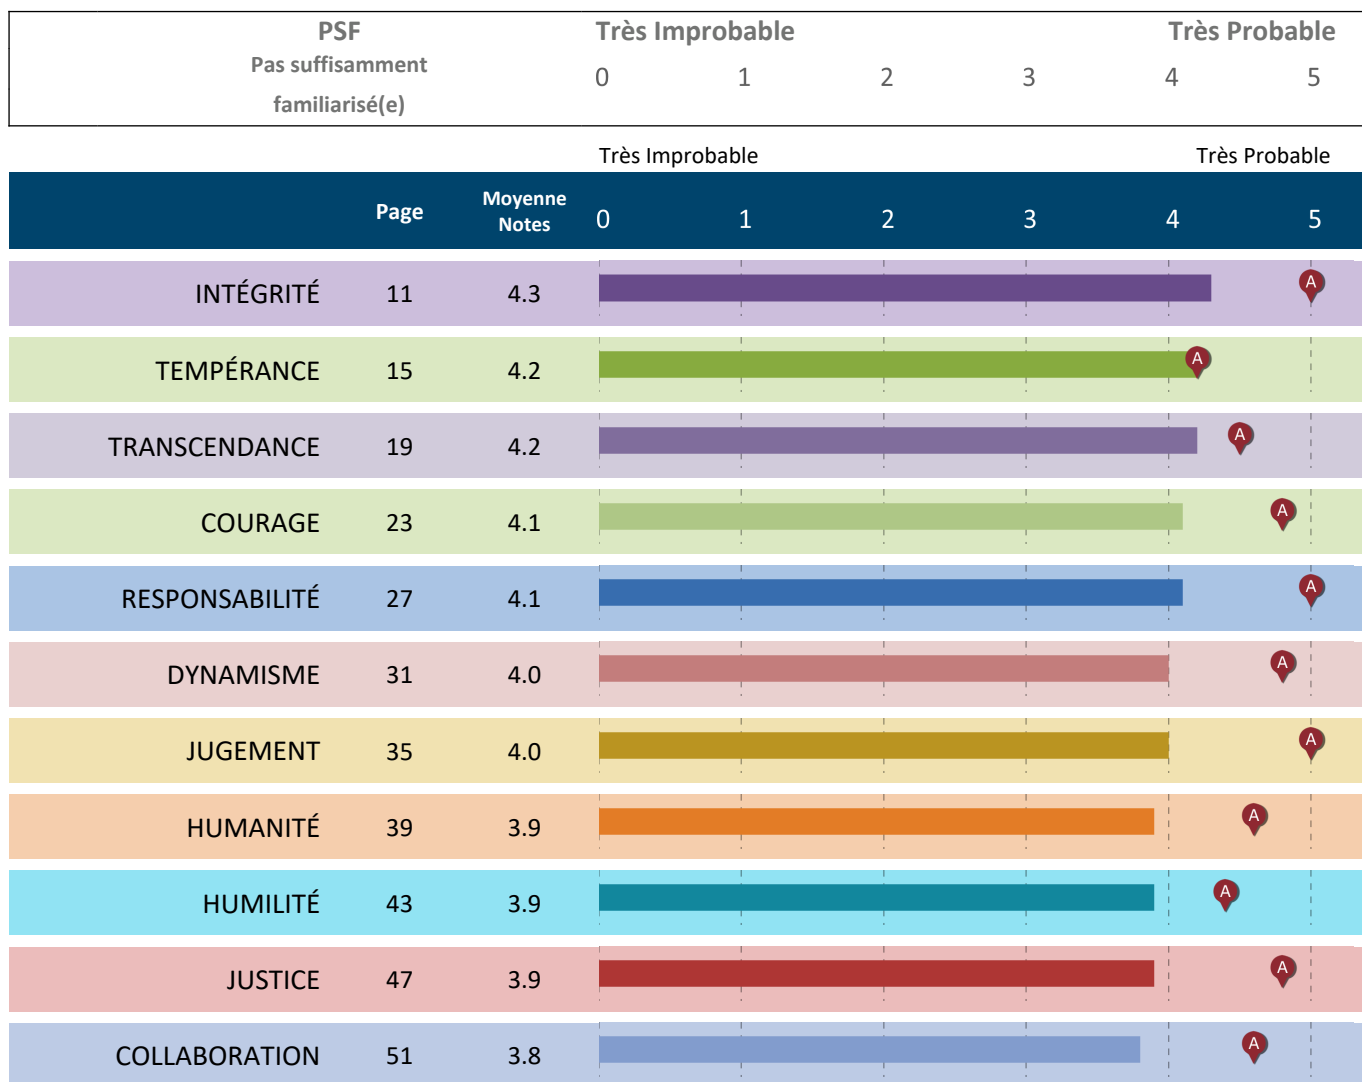 PSF Très Improbable Très Probable
Pas suffisamment
familiarisé(e)
0 1 2 3 4 5
Très Improbable Très Probable
Page Moyenne Notes 0 1 2 3 4 5
INTÉGRITÉ 11 4.3 A
TEMPÉRANCE 15 4.2 A
TRANSCENDANCE 19 4.2 A
COURAGE 23 4.1 A
RESPONSABILITÉ 27 4.1 A
DYNAMISME 31 4.0 A
JUGEMENT 35 4.0 A
HUMANITÉ 39 3.9 A
HUMILITÉ 43 3.9 A
JUSTICE 47 3.9 A
COLLABORATION 51 3.8 A